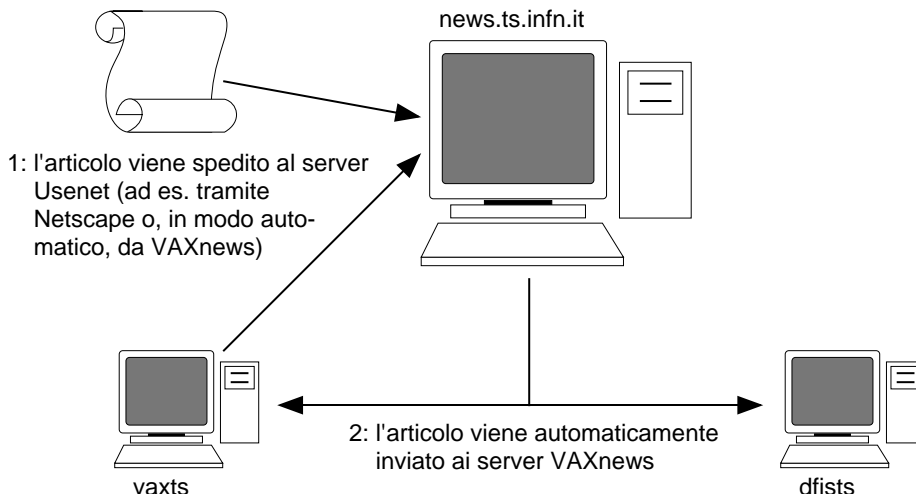 news.ts.infn.it
1: l'articolo viene spedito al server
Usenet (ad es. tramite
Netscape o, in modo auto-
matico, da VAXnews)
2: l'articolo viene automaticamente
inviato ai server VAXnews
vaxts
dfists